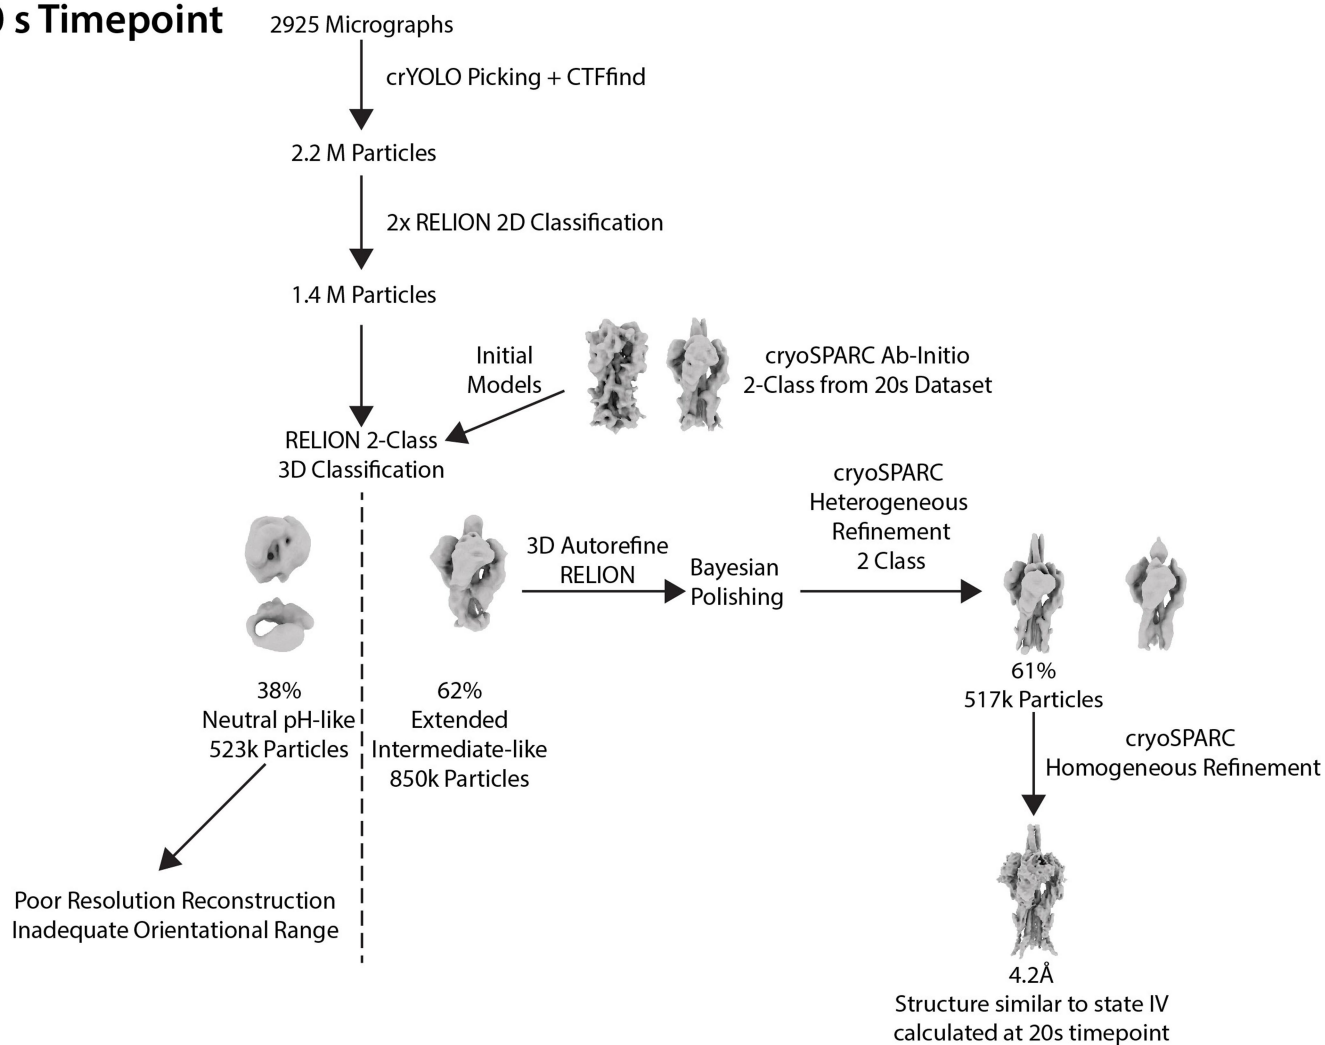 s Timepoint
2925 Micrographs
crYOLO Picking + CTFfind
2.2 M Particles
2x RELION 2D Classification
1.4 M Particles
Initial
Models
cryoSPARC Ab-Initio
2-Class from 20s Dataset
RELION 2-Class
3D Classification
3D Autorefine
RELION
Bayesian
Polishing
cryoSPARC
Heterogeneous
Refinement
2 Class
38%
Neutral pH-like
523k Particles
62%
Extended
Intermediate-like
850k Particles
61%
517k Particles
cryoSPARC
Homogeneous Refinement
Poor Resolution Reconstruction
Inadequate Orientational Range
4.2Å
Structure similar to state IV
calculated at 20s timepoint